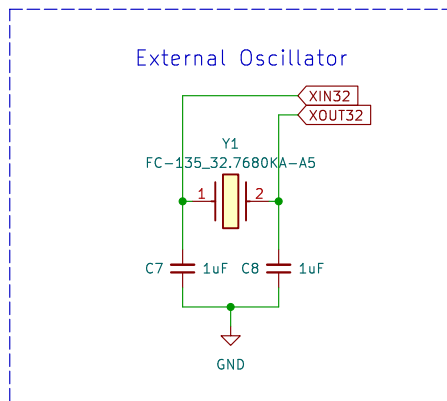 External Oscillator
XIN32
XOUT32
Y1
FC-135_32.7680KA-A5
1 2
C7 1uF C8 1uF
GND